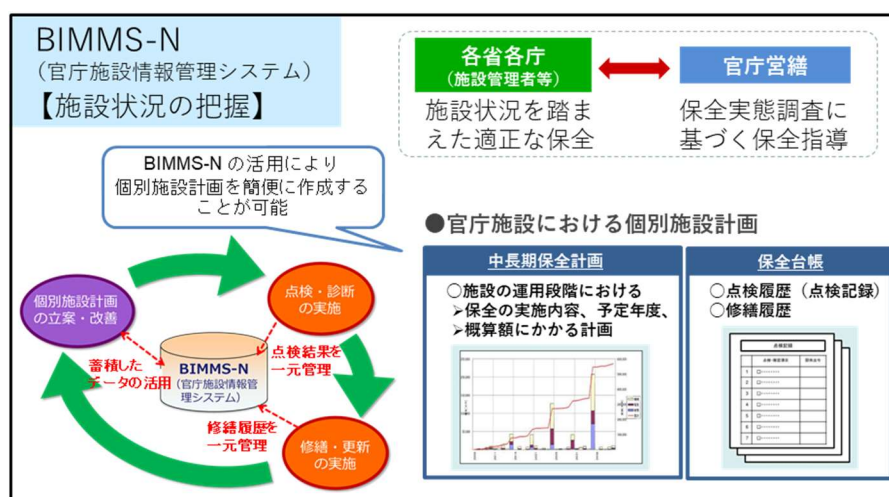 BIMMS-N
（官庁施設情報管理システム）
【施設状況の把握】
各省各庁
（施設管理者等）
官庁営繕
施設状況を踏ま
えた適正な保全
保全実態調査に
基づく保全指導
BIMMS-N の活用により
個別施設計画を簡便に作成する
ことが可能
個別施設計画
の立案・改善
点検・診断
の実施
修繕・更新
の実施
BIMMS-N
（官庁施設情報管
理システム）
蓄積した
データの活用
点検結果を
一元管理
修繕履歴を
一元管理
●官庁施設における個別施設計画
中長期保全計画
○施設の運用段階における
➢保全の実施内容、予定年度、
➢概算額にかかる計画
保全台帳
○点検履歴（点検記録）
○修繕履歴
点検記録
1
2
3
4
5
6
7